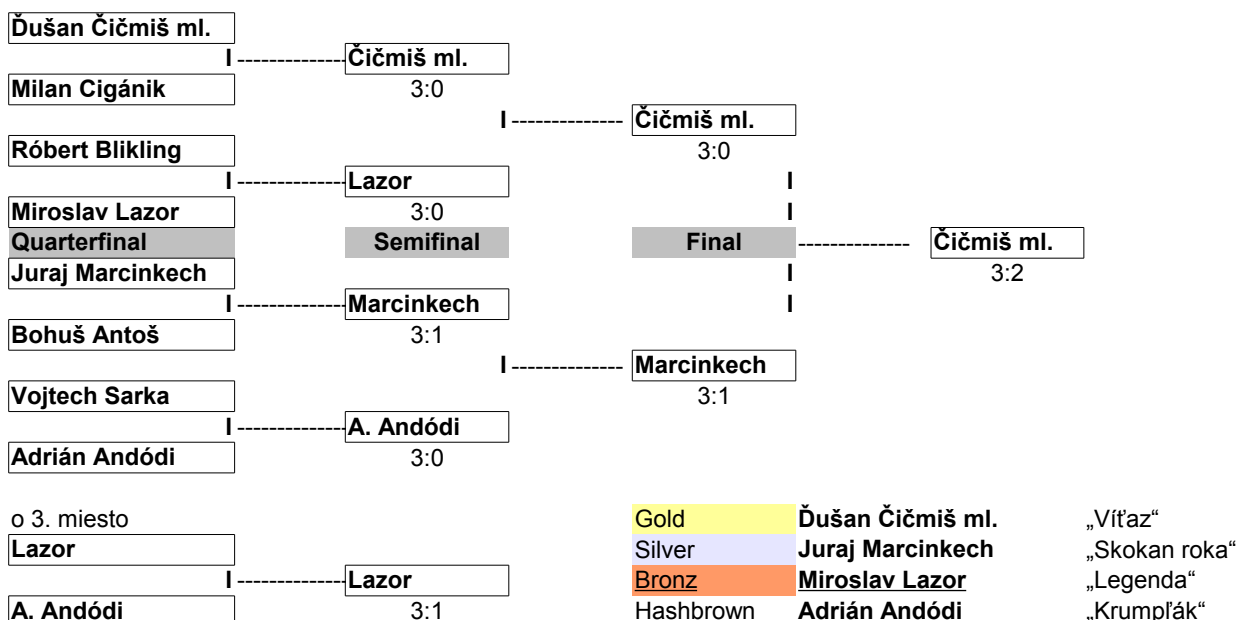 Ďušan Čičmiš ml.
I --------------Čičmiš ml.
Milan Cigánik 3:0
I -------------- Čičmiš ml.
Róbert Blikling 3:0
I --------------Lazor I
Miroslav Lazor 3:0 I
Quarterfinal Semifinal Final -------------- Čičmiš ml.
Juraj Marcinkech I 3:2
I --------------Marcinkech I
Bohuš Antoš 3:1
I -------------- Marcinkech
Vojtech Sarka 3:1
I --------------A. Andódi
Adrián Andódi 3:0
o 3. miesto Gold Ďušan Čičmiš ml. „Víťaz“
Lazor Silver Juraj Marcinkech „Skokan roka“
I --------------Lazor Bronz Miroslav Lazor „Legenda“
A. Andódi 3:1 Hashbrown Adrián Andódi „Krumpľák“